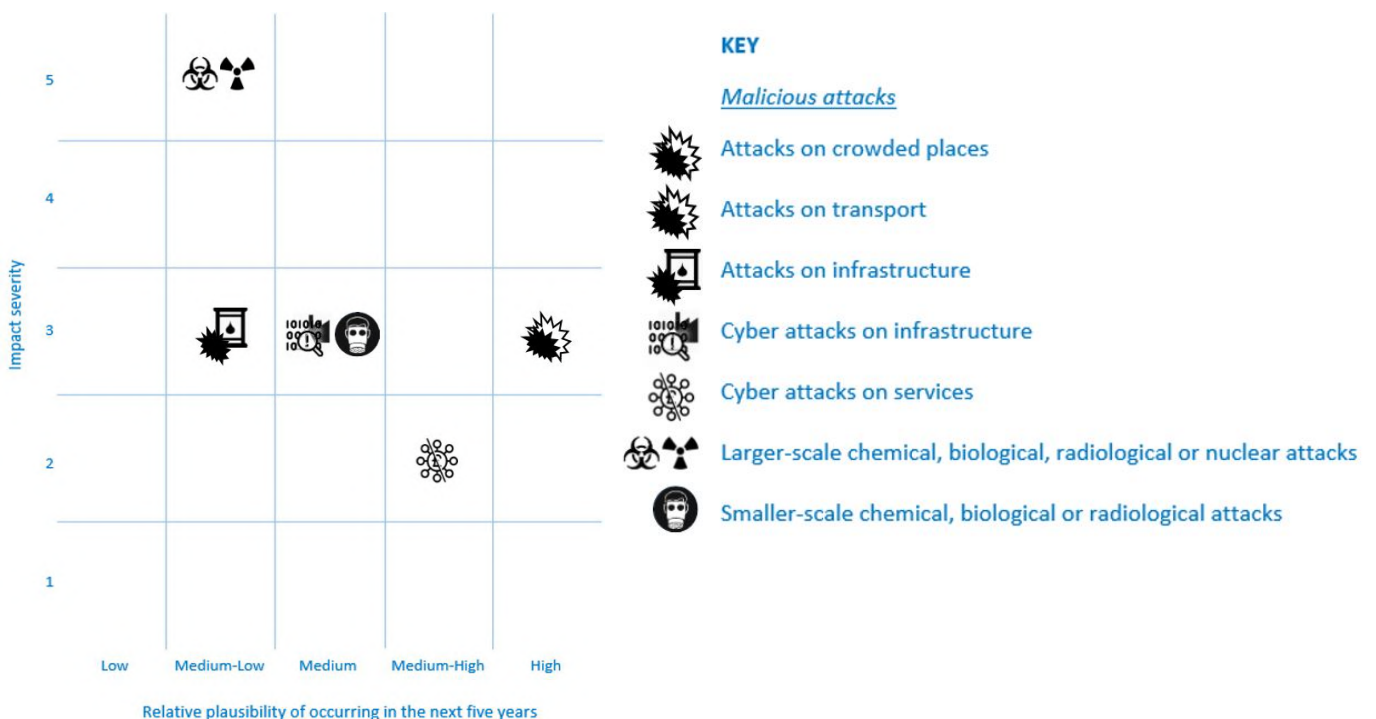 KEY
Malicious attacks
Attacks on crowded places
Attacks on transport
Attacks on infrastructure
Cyber attacks on infrastructure
Cyber attacks on services
Larger-scale chemical, biological, radiological or nuclear attacks
Smaller-scale chemical, biological or radiological attacks
Impact severity
5
4
3
2
1
Low Medium-Low Medium Medium-High High
Relative plausibility of occurring in the next five years